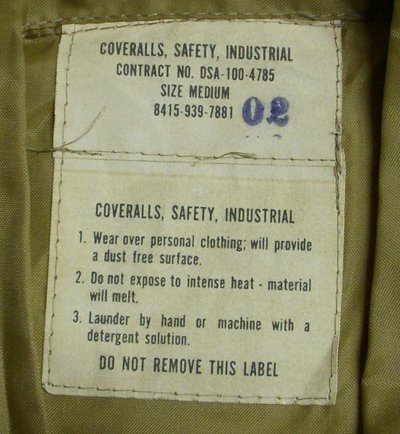 COVERALLS, SAFETY, INDUSTRIAL
CONTRACT NO. DSA-100-4785
SIZE MEDIUM
8415-939-7881 02
COVERALLS, SAFETY, INDUSTRIAL
1. Wear over personal clothing; will provide
a dust free surface.
2. Do not expose to intense heat - material
will melt.
3. Launder by hand or machine with a
detergent solution.
DO NOT REMOVE THIS LABEL